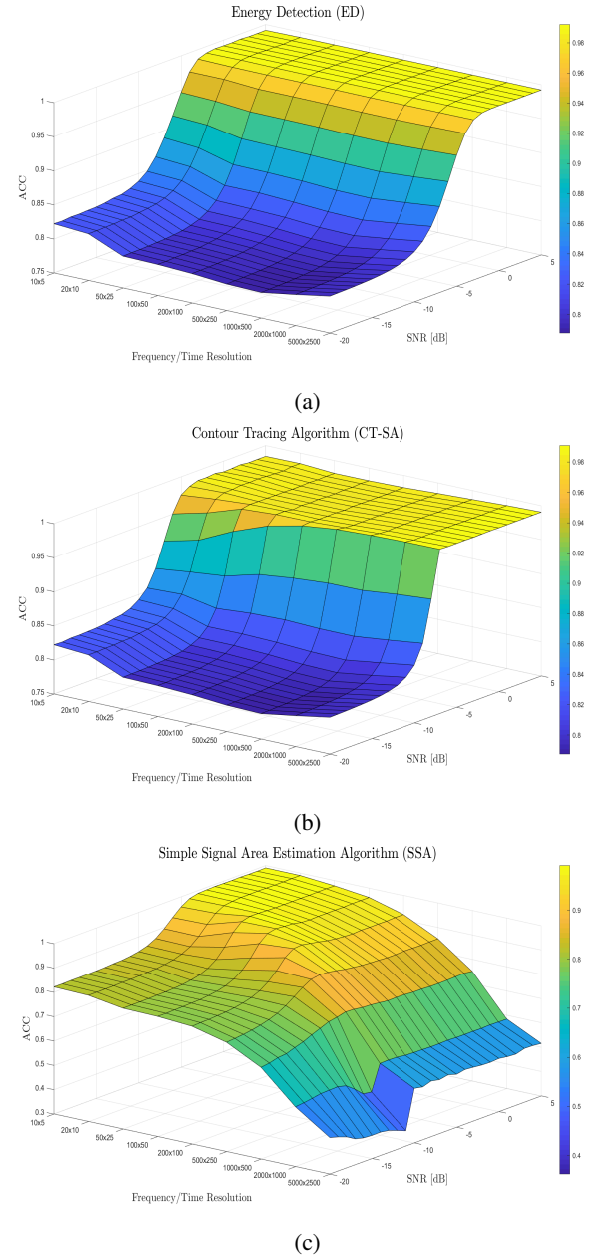 Energy Detection (ED)
1
0.95
0.9
0.85
0.8
0.75
ACC
10x5
20x10
50x25
100x50
200x100
500x250
1000x500
2000x1000
5000x2500
Frequency/Time Resolution
-20
-15
-10
-5
0
5
SNR [dB]
0.98
0.96
0.94
0.92
0.9
0.88
0.86
0.84
0.82
0.8
(a)
Contour Tracing Algorithm (CT-SA)
1
0.95
0.9
0.85
0.8
0.75
ACC
10x5
20x10
50x25
100x50
200x100
500x250
1000x500
2000x1000
5000x2500
Frequency/Time Resolution
-20
-15
-10
-5
0
5
SNR [dB]
0.98
0.96
0.94
0.92
0.9
0.88
0.86
0.84
0.82
0.8
(b)
Simple Signal Area Estimation Algorithm (SSA)
1
0.9
0.8
0.7
0.6
0.5
0.4
0.3
ACC
10x5
20x10
50x25
100x50
200x100
500x250
1000x500
2000x1000
5000x2500
Frequency/Time Resolution
-20
-15
-10
-5
0
5
SNR [dB]
0.9
0.8
0.7
0.6
0.5
0.4
(c)